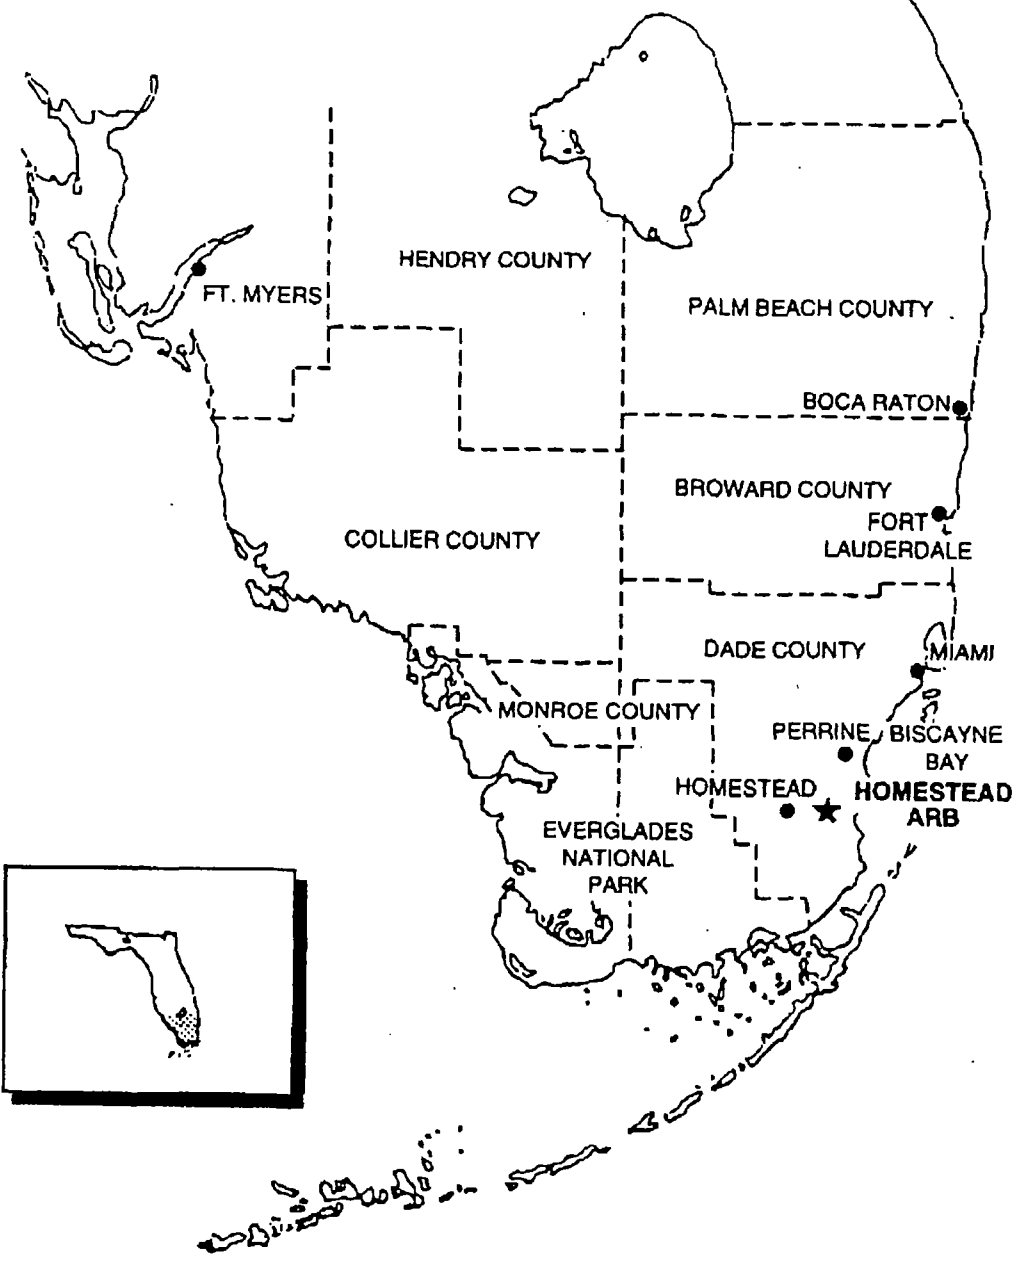 HENDRY COUNTY
FT. MYERS
PALM BEACH COUNTY
BOCA RATON
BROWARD COUNTY
FORT
LAUDERDALE
COLLIER COUNTY
DADE COUNTY
MIAMI
MONROE COUNTY
PERRINE
BISCAYNE
BAY
HOMESTEAD
HOMESTEAD
ARB
EVERGLADES
NATIONAL
PARK